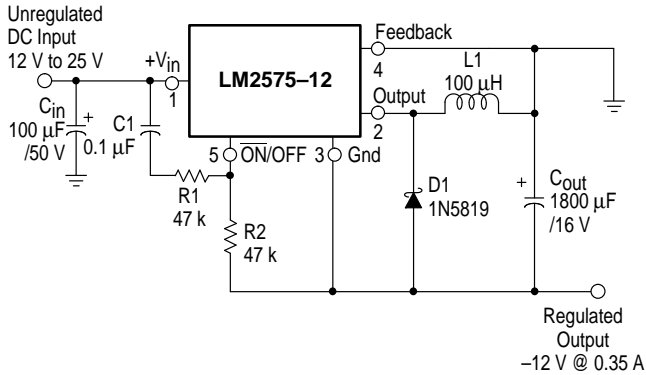 Unregulated
DC Input
12 V to 25 V
+Vin
1
LM2575–12
Feedback
4
Output
2
L1
100 µH
Cin
100 µF
/50 V
+
C1
0.1 µF
5
ON/OFF
3
Gnd
R1
47 k
R2
47 k
D1
1N5819
+
Cout
1800 µF
/16 V
Regulated
Output
–12 V @ 0.35 A